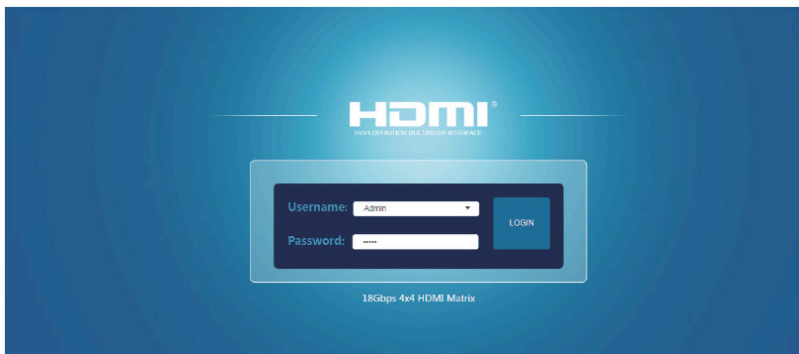 HDMI®
HIGH-DEFINITION MULTIMEDIA INTERFACE
Username: Admin
LOGIN
Password: -----
18Gbps 4x4 HDMI Matrix